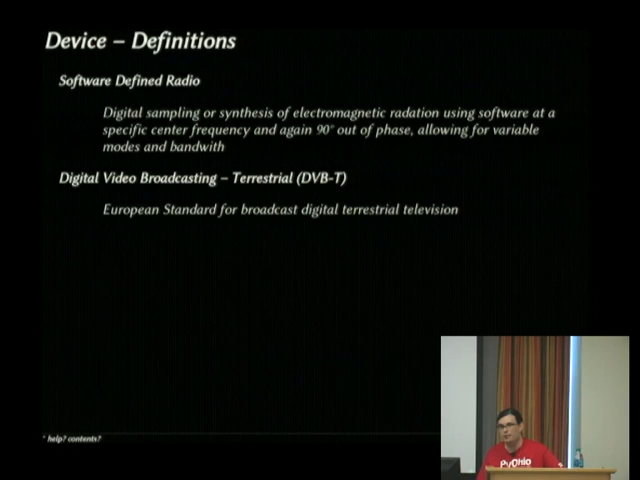 Device – Definitions
Software Defined Radio
Digital sampling or synthesis of electromagnetic radation using software at a
specific center frequency and again 90° out of phase, allowing for variable
modes and bandwith
Digital Video Broadcasting – Terrestrial (DVB-T)
European Standard for broadcast digital terrestrial television
* help? contents?
PyOhio